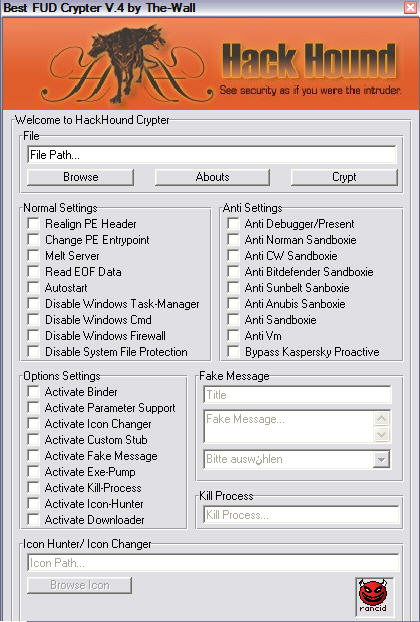 Best FUD Crypter V.4 by The-Wall
Hack Hound
See security as if you were the intruder.
Welcome to HackHound Crypter
File
File Path...
Browse
Abouts
Crypt
Normal Settings
Realign PE Header
Change PE Entrypoint
Melt Server
Read EOF Data
Autostart
Disable Windows Task-Manager
Disable Windows Cmd
Disable Windows Firewall
Disable System File Protection
Anti Settings
Anti Debugger/Present
Anti Norman Sandboxie
Anti CW Sandboxie
Anti Bitdefender Sandboxie
Anti Sunbelt Sanboxie
Anti Anubis Sanboxie
Anti Sandboxie
Anti Vm
Bypass Kaspersky Proactive
Options Settings
Activate Binder
Activate Parameter Support
Activate Icon Changer
Activate Custom Stub
Activate Fake Message
Activate Exe-Pump
Activate Kill-Process
Activate Icon-Hunter
Activate Downloader
Fake Message
Title
Fake Message...
Bitte auswنhlen
Kill Process
Kill Process...
Icon Hunter/ Icon Changer
Icon Path...
Browse Icon
rancid